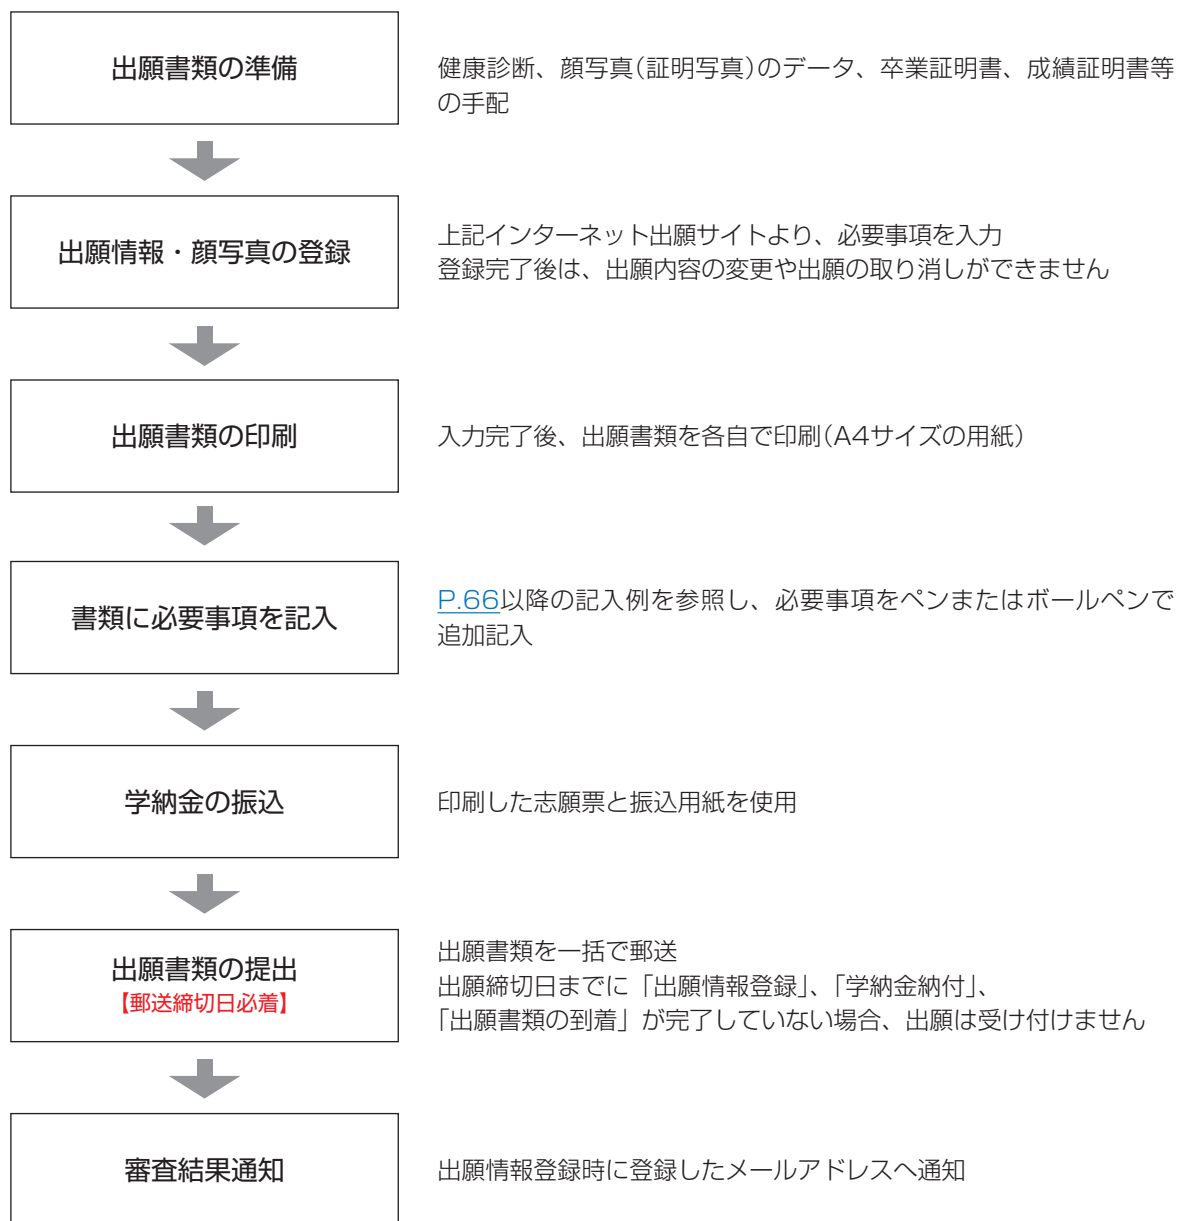 出願書類の準備
健康診断、顔写真(証明写真)のデータ、卒業証明書、成績証明書等
の手配
出願情報・顔写真の登録
上記インターネット出願サイトより、必要事項を入力
登録完了後は、出願内容の変更や出願の取り消しができません
出願書類の印刷
入力完了後、出願書類を各自で印刷(A4サイズの用紙)
書類に必要事項を記入
P.66以降の記入例を参照し、必要事項をペンまたはボールペンで
追加記入
学納金の振込
印刷した志願票と振込用紙を使用
出願書類の提出
【郵送締切日必着】
出願書類を一括で郵送
出願締切日までに「出願情報登録」、「学納金納付」、
「出願書類の到着」が完了していない場合、出願は受け付けません
審査結果通知
出願情報登録時に登録したメールアドレスへ通知